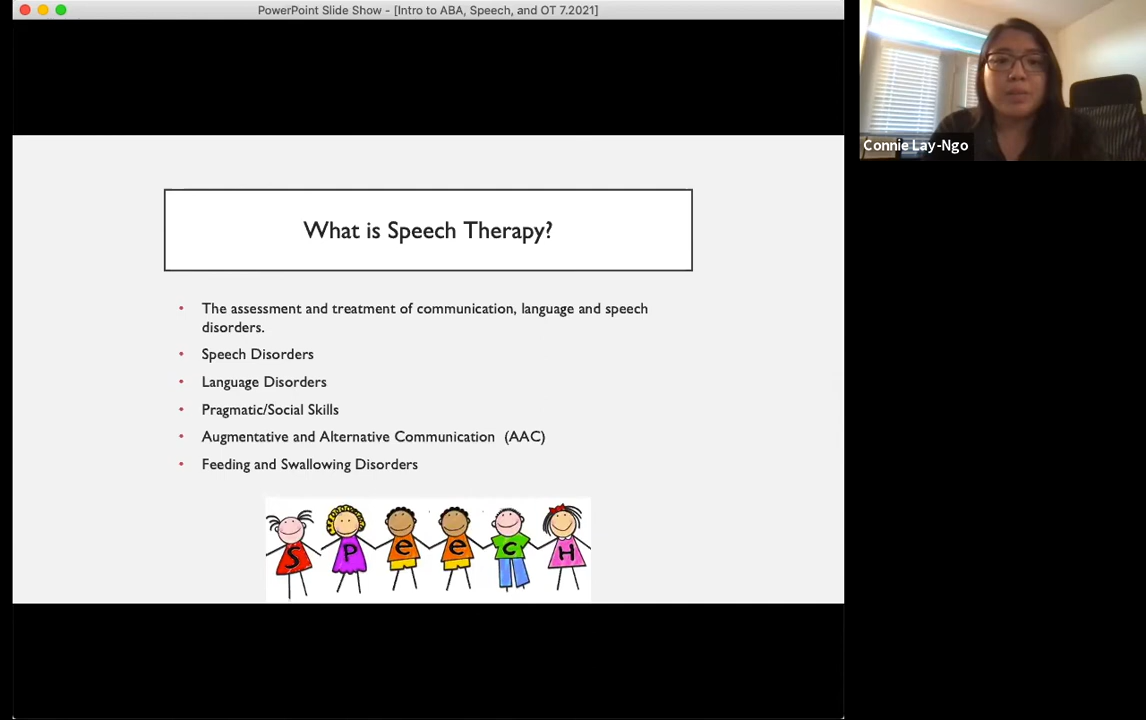 PowerPoint Slide Show - [Intro to ABA, Speech, and OT 7.2021]
Connie Lay-Ngo
What is Speech Therapy?
• The assessment and treatment of communication, language and speech
disorders.
• Speech Disorders
• Language Disorders
• Pragmatic/Social Skills
• Augmentative and Alternative Communication (AAC)
• Feeding and Swallowing Disorders
S P e e c H